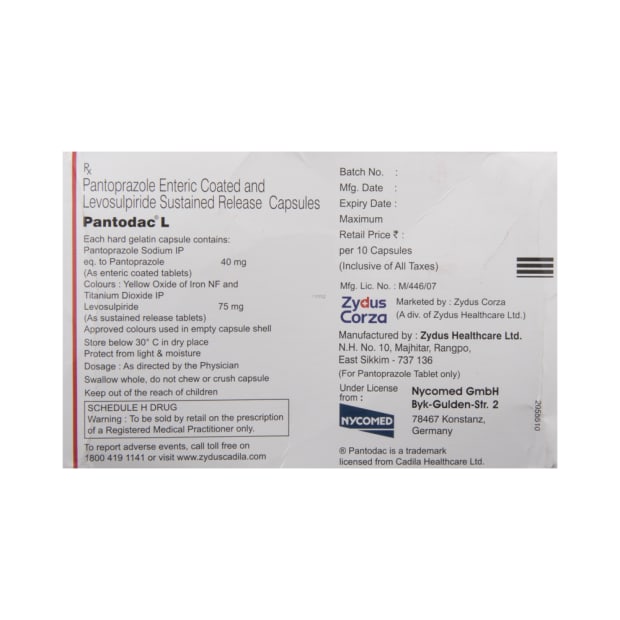 Rx
Pantoprazole Enteric Coated and
Levosulpiride Sustained Release Capsules
Pantodac® L
Each hard gelatin capsule contains:
Pantoprazole Sodium IP
eq. to Pantoprazole 40 mg
(As enteric coated tablets)
Colours : Yellow Oxide of Iron NF and
Titanium Dioxide IP
Levosulpiride 75 mg
(As sustained release tablets)
Approved colours used in empty capsule shell
Store below 30° C in dry place
Protect from light & moisture
Dosage : As directed by the Physician
Swallow whole, do not chew or crush capsule
Keep out of the reach of children
SCHEDULE H DRUG
Warning : To be sold by retail on the prescription
of a Registered Medical Practitioner only.
To report adverse events, call toll free on
1800 419 1141 or visit www.zyduscadila.com
Batch No. :
Mfg. Date :
Expiry Date :
Maximum
Retail Price ₹ :
per 10 Capsules
(Inclusive of All Taxes)
Mfg. Lic. No. : M/446/07
Zydus
Corza
Marketed by : Zydus Corza
(A div. of Zydus Healthcare Ltd.)
Manufactured by : Zydus Healthcare Ltd.
N.H. No. 10, Majhitar, Rangpo,
East Sikkim - 737 136
(For Pantoprazole Tablet only)
Under License
from :
NYCOMED
Nycomed GmbH
Byk-Gulden-Str. 2
78467 Konstanz,
Germany
® Pantodac is a trademark
licensed from Cadila Healthcare Ltd.
2055510